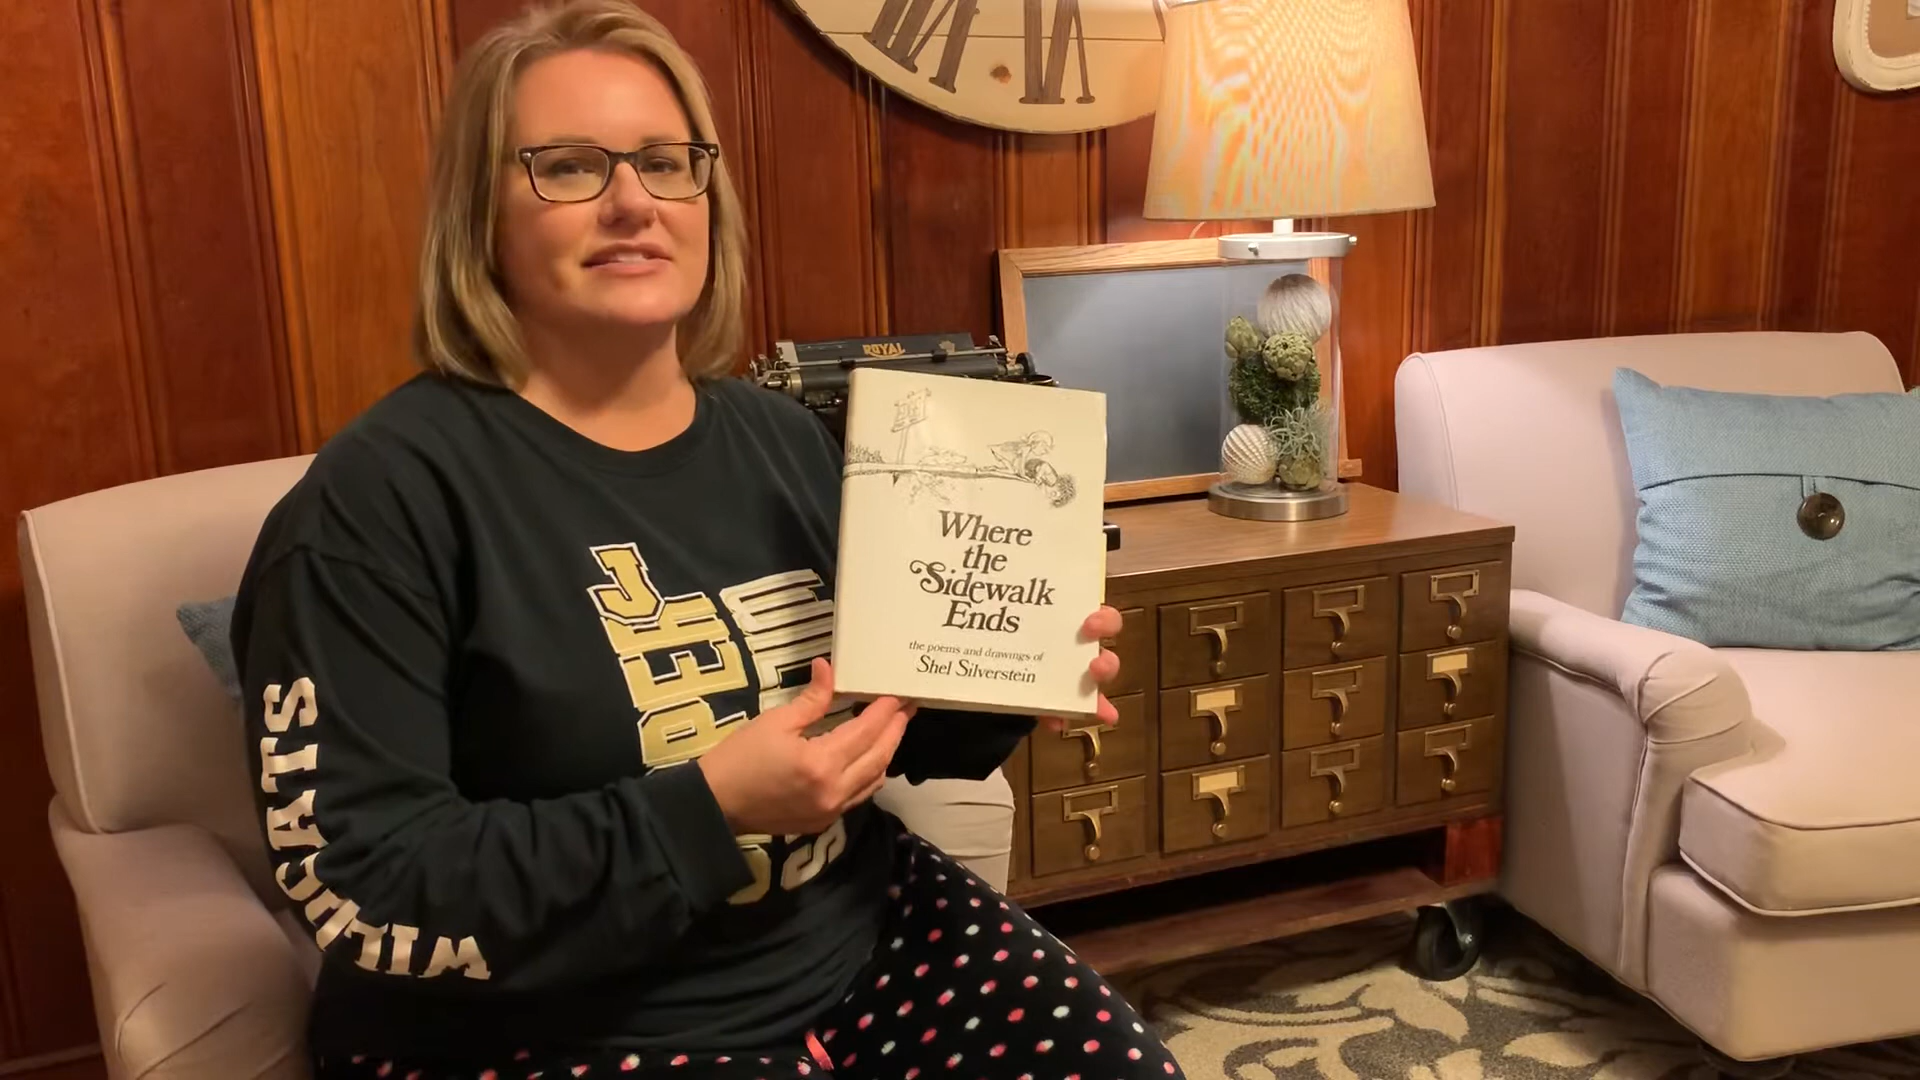 ROYAL
Where
the
Sidewalk
Ends
the poems and drawings of
Shel Silverstein
WILDCATS